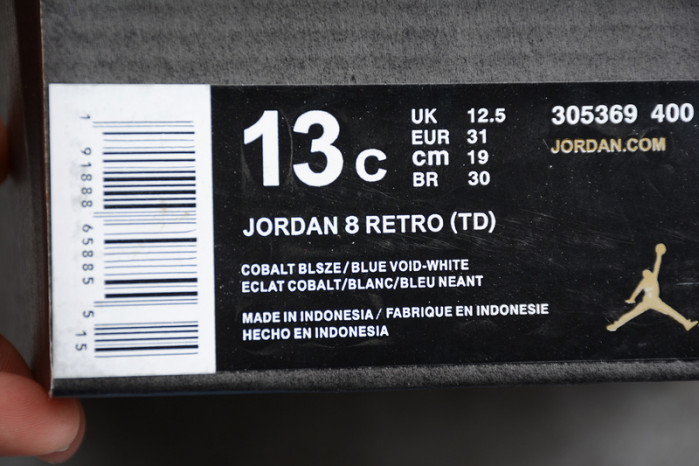 1 91888 65885 5 15
13 C
UK 12.5
EUR 31
cm 19
BR 30
305369 400
JORDAN.COM
JORDAN 8 RETRO (TD)
COBALT BLSZE/BLUE VOID-WHITE
ECLAT COBALT/BLANC/BLEU NEANT
MADE IN INDONESIA / FABRIQUE EN INDONESIE
HECHO EN INDONESIA